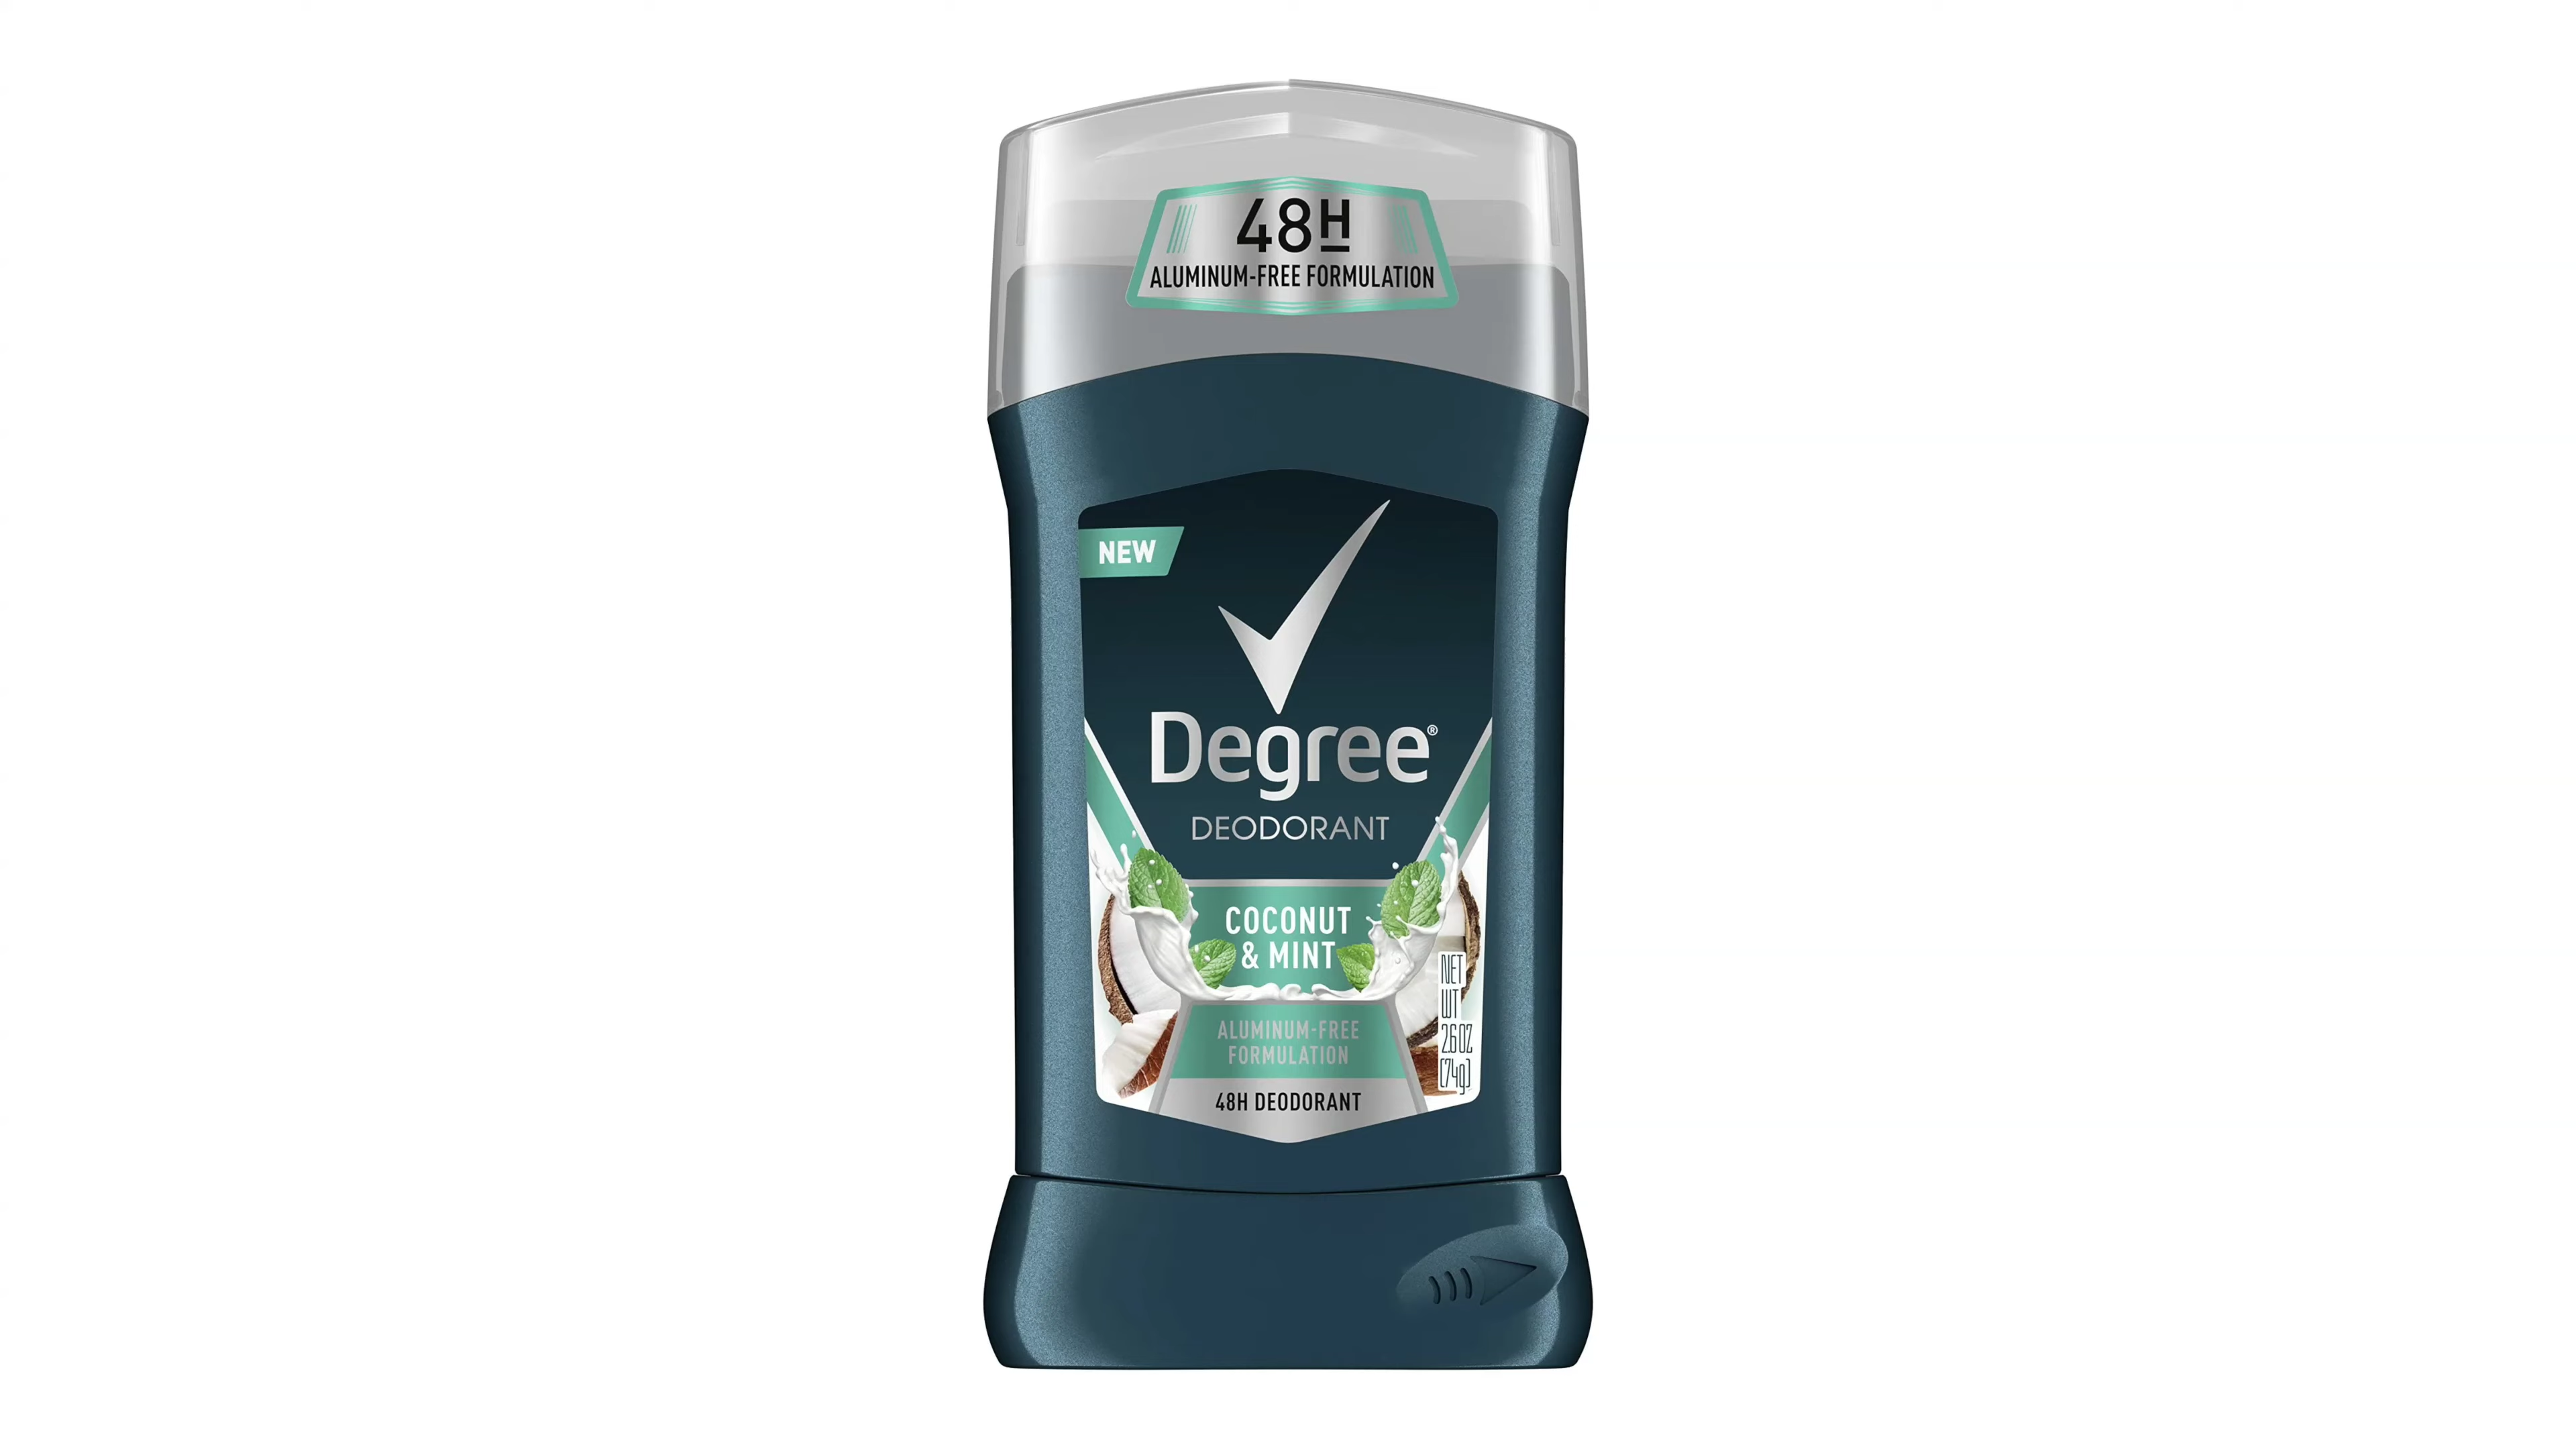 48H
ALUMINUM-FREE FORMULATION
NEW
Degree®
DEODORANT
COCONUT
& MINT
ALUMINUM-FREE
FORMULATION
48H DEODORANT
NET
WT
2.6 OZ
(74g)